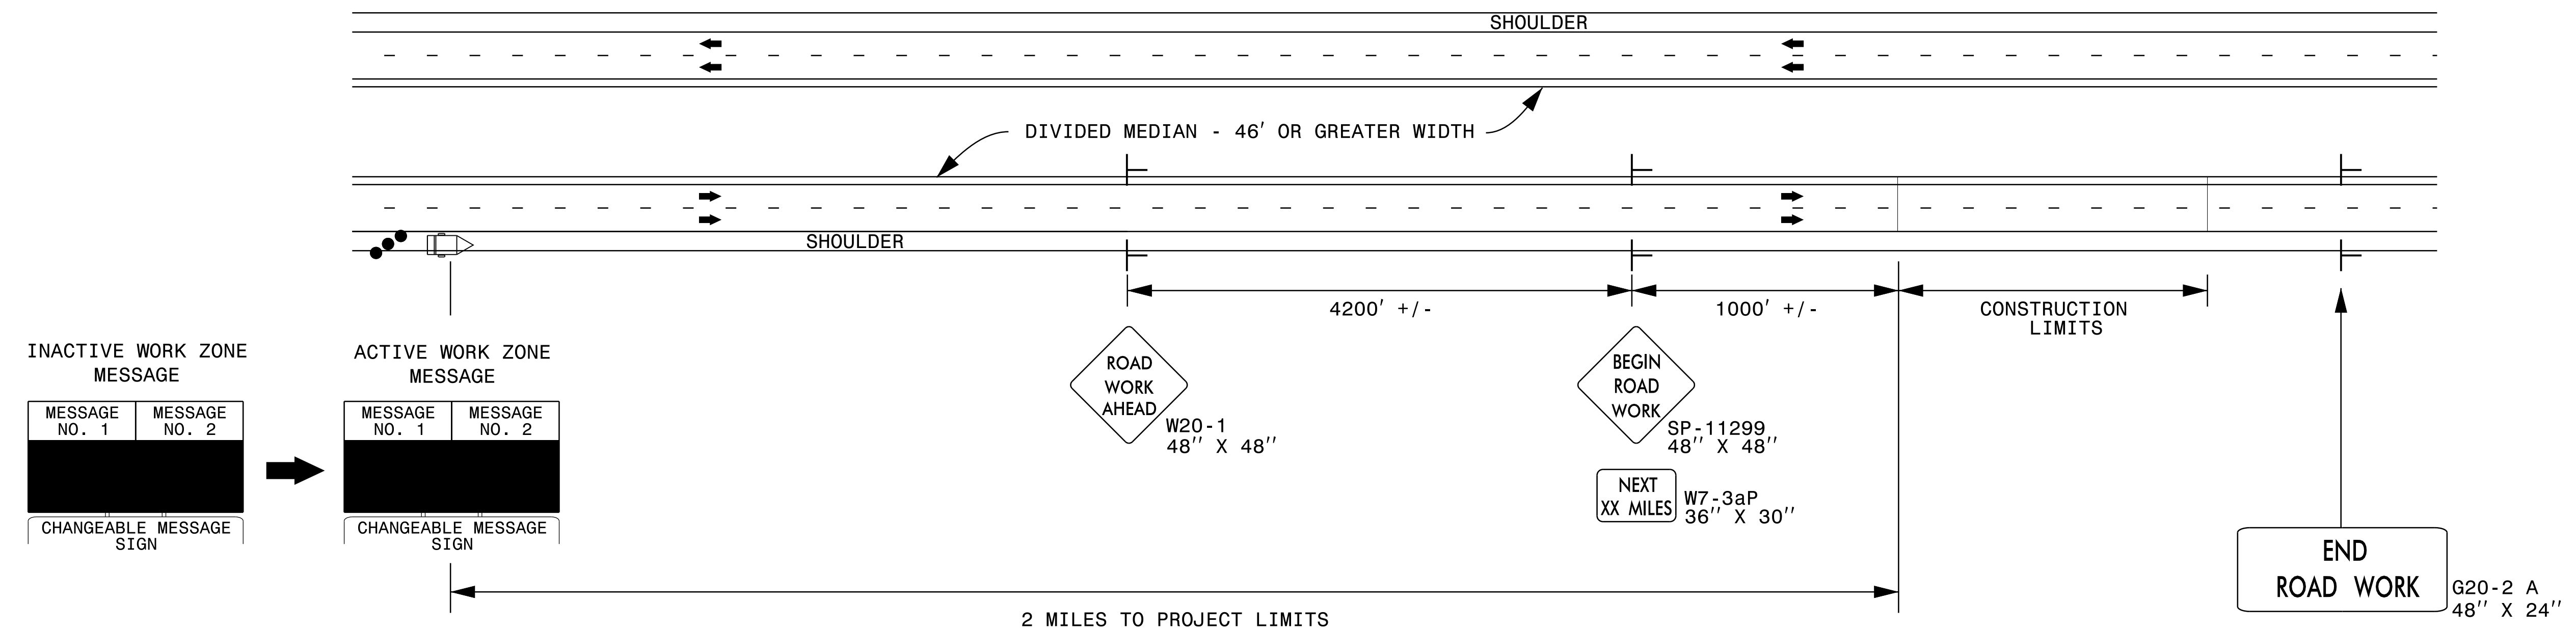 SHOULDER
DIVIDED MEDIAN - 46' OR GREATER WIDTH
SHOULDER
4200' +/-
1000' +/-
CONSTRUCTION
LIMITS
INACTIVE WORK ZONE
MESSAGE
MESSAGE
NO. 1
MESSAGE
NO. 2
CHANGEABLE MESSAGE
SIGN
ACTIVE WORK ZONE
MESSAGE
MESSAGE
NO. 1
MESSAGE
NO. 2
CHANGEABLE MESSAGE
SIGN
ROAD
WORK
AHEAD
W20-1
48'' X 48''
BEGIN
ROAD
WORK
SP-11299
48'' X 48''
NEXT
XX MILES
W7-3aP
36'' X 30''
END
ROAD WORK
G20-2 A
48'' X 24''
2 MILES TO PROJECT LIMITS